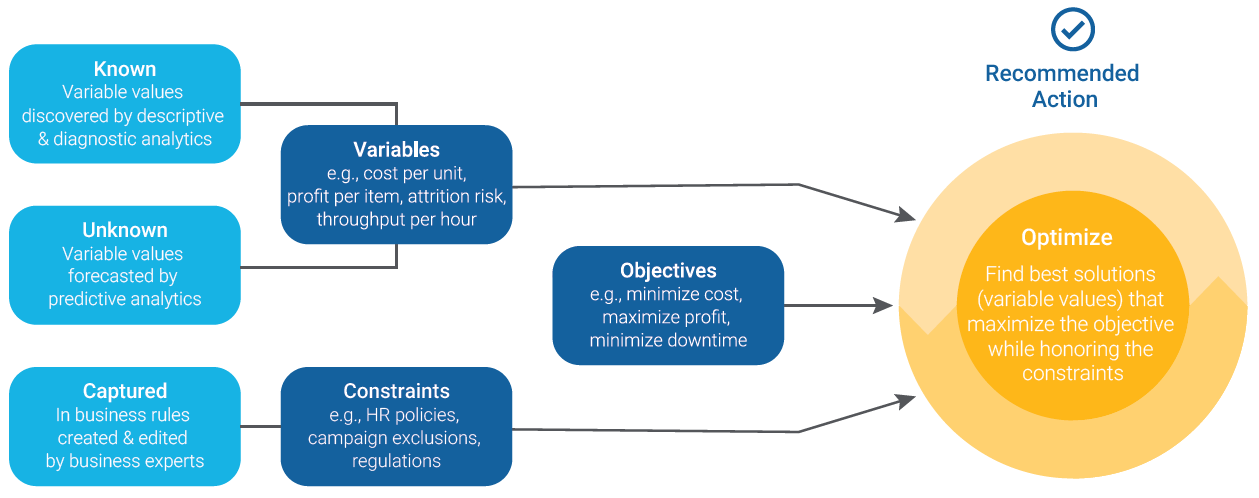 Known
Variable values
discovered by descriptive
& diagnostic analytics
Unknown
Variable values
forecasted by
predictive analytics
Captured
In business rules
created & edited
by business experts
Variables
e.g., cost per unit,
profit per item, attrition risk,
throughput per hour
Constraints
e.g., HR policies,
campaign exclusions,
regulations
Objectives
e.g., minimize cost,
maximize profit,
minimize downtime
Recommended
Action
Optimize
Find best solutions
(variable values) that
maximize the objective
while honoring the
constraints